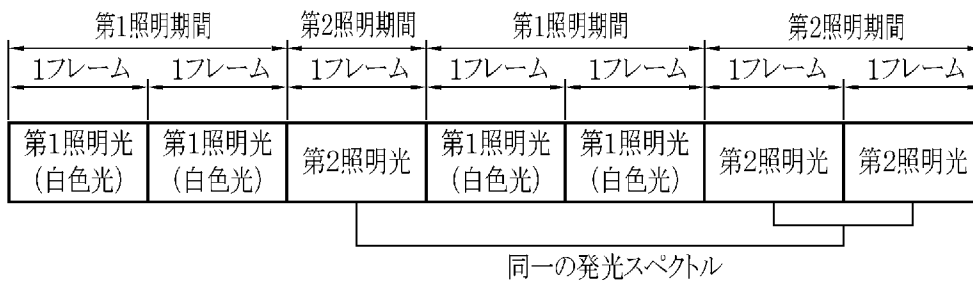 第1照明期間 第2照明期間 第1照明期間 第2照明期間
1フレーム 1フレーム 1フレーム 1フレーム 1フレーム 1フレーム 1フレーム
第1照明光 第1照明光 第2照明光 第1照明光 第1照明光 第2照明光 第2照明光
(白色光) (白色光) (白色光) (白色光)
同一の発光スペクトル